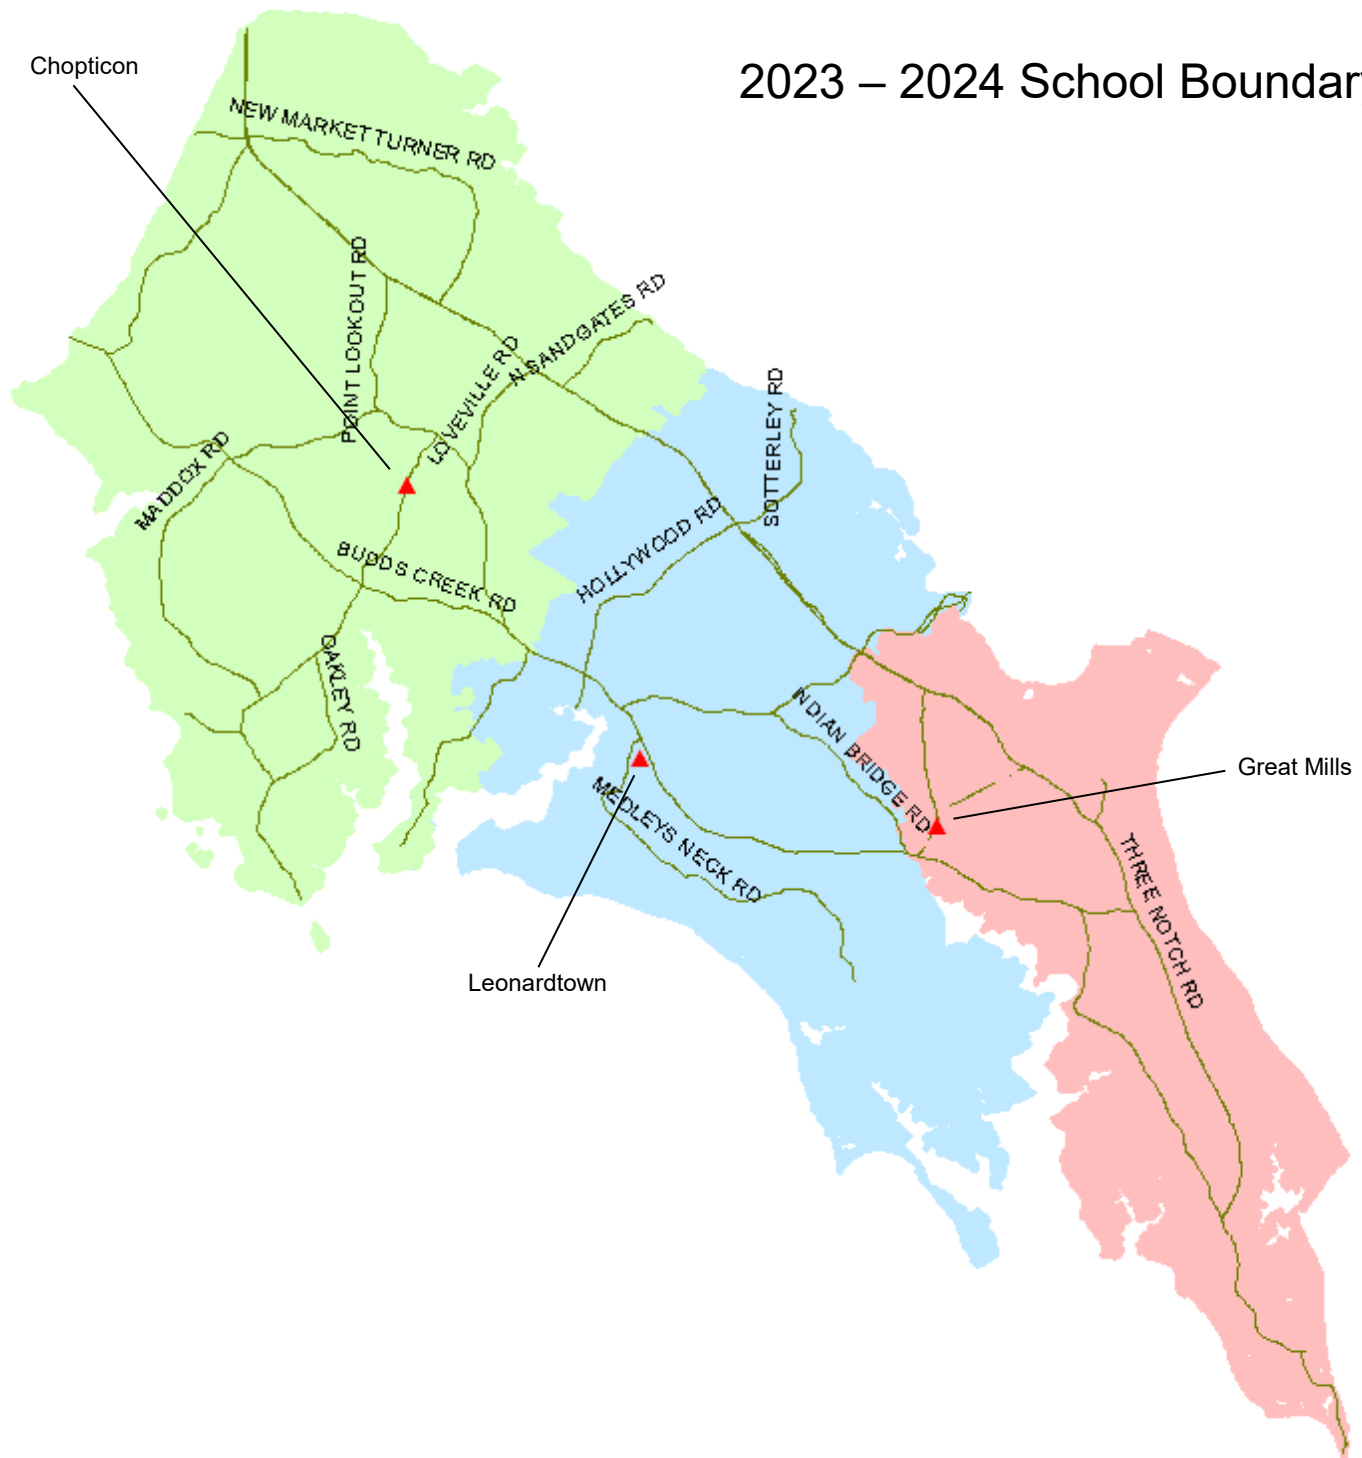 Chopticon
2023 – 2024 School Boundary
NEW MARKET TURNER RD
POINT LOOKOUT RD
LOVEVILLE RD
N SANDGATES RD
SOTTERLEY RD
MADDOX RD
HOLLYWOOD RD
BUDDS CREEK RD
OAKLEY RD
INDIAN BRIDGE RD
Great Mills
MEDLEYS NECK RD
THREE NOTCH RD
Leonardtown